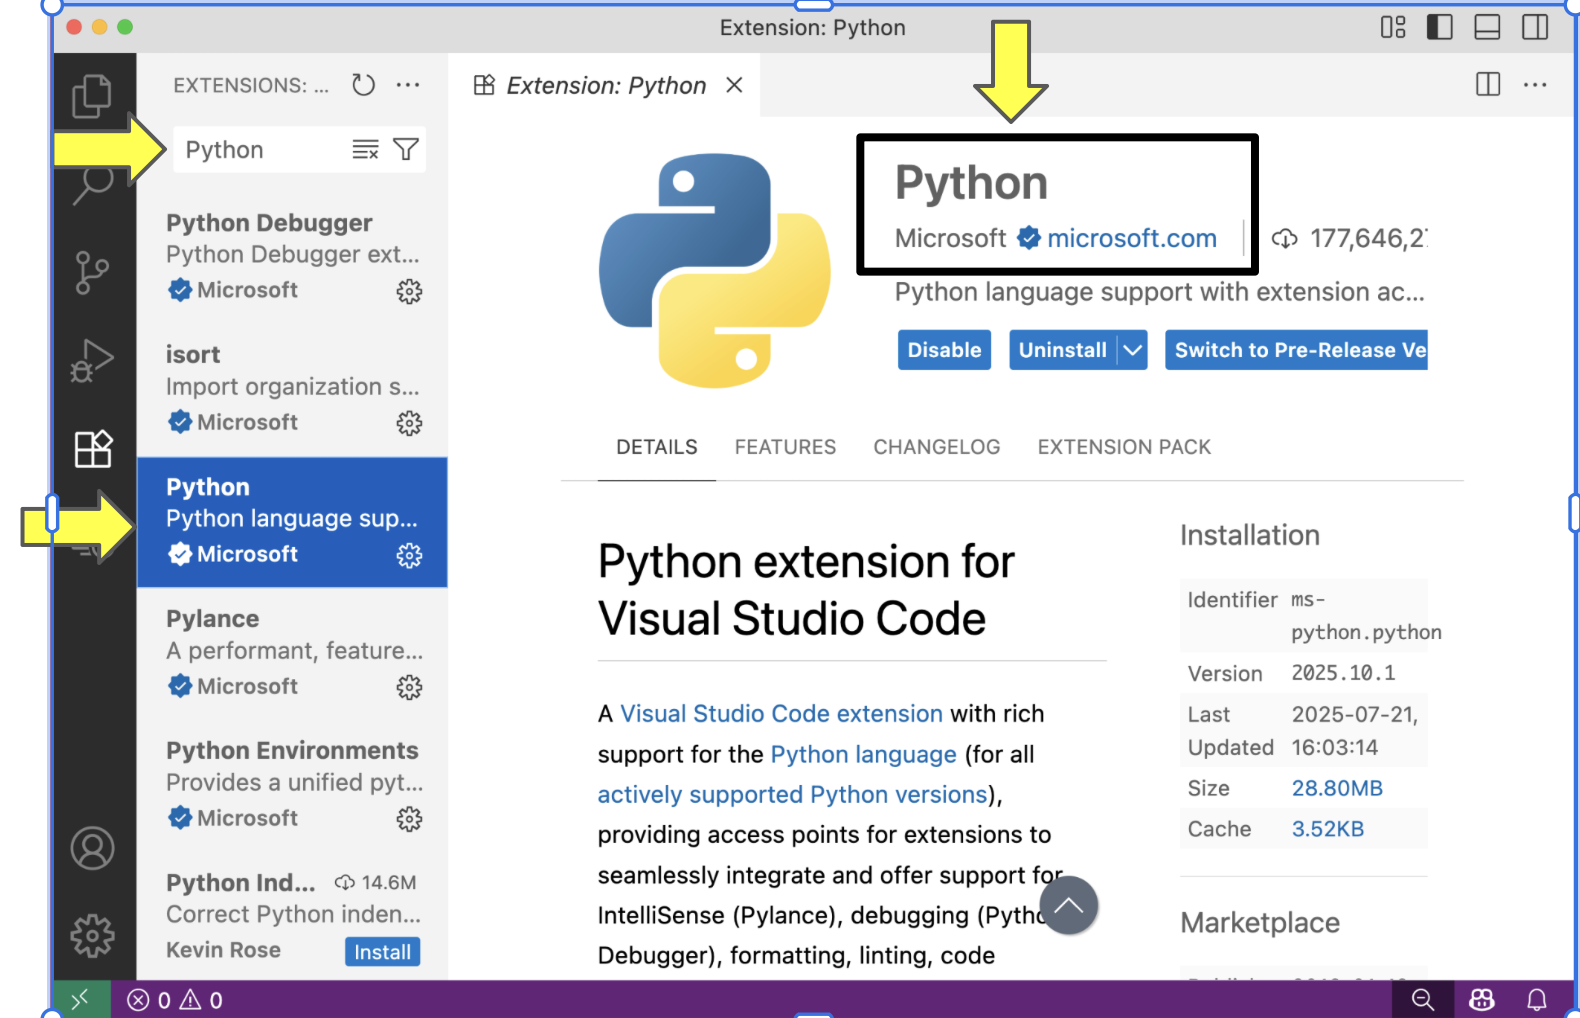 Extension: Python
EXTENSIONS: ...
Python
Python Debugger
Python Debugger ext...
Microsoft
isort
Import organization s...
Microsoft
Python
Python language sup...
Microsoft
Pylance
A performant, feature...
Microsoft
Python Environments
Provides a unified pyt...
Microsoft
Python Ind... 14.6M
Correct Python inden...
Kevin Rose Install
Extension: Python
Python
Microsoft microsoft.com 177,646,2
Python language support with extension ac...
Disable Uninstall Switch to Pre-Release Ve
DETAILS FEATURES CHANGELOG EXTENSION PACK
Python extension for
Visual Studio Code
A Visual Studio Code extension with rich
support for the Python language (for all
actively supported Python versions),
providing access points for extensions to
seamlessly integrate and offer support for
IntelliSense (Pylance), debugging (Pytho
Debugger), formatting, linting, code
Installation
Identifier ms-
python.python
Version 2025.10.1
Last 2025-07-21,
Updated 16:03:14
Size 28.80MB
Cache 3.52KB
Marketplace
0 0